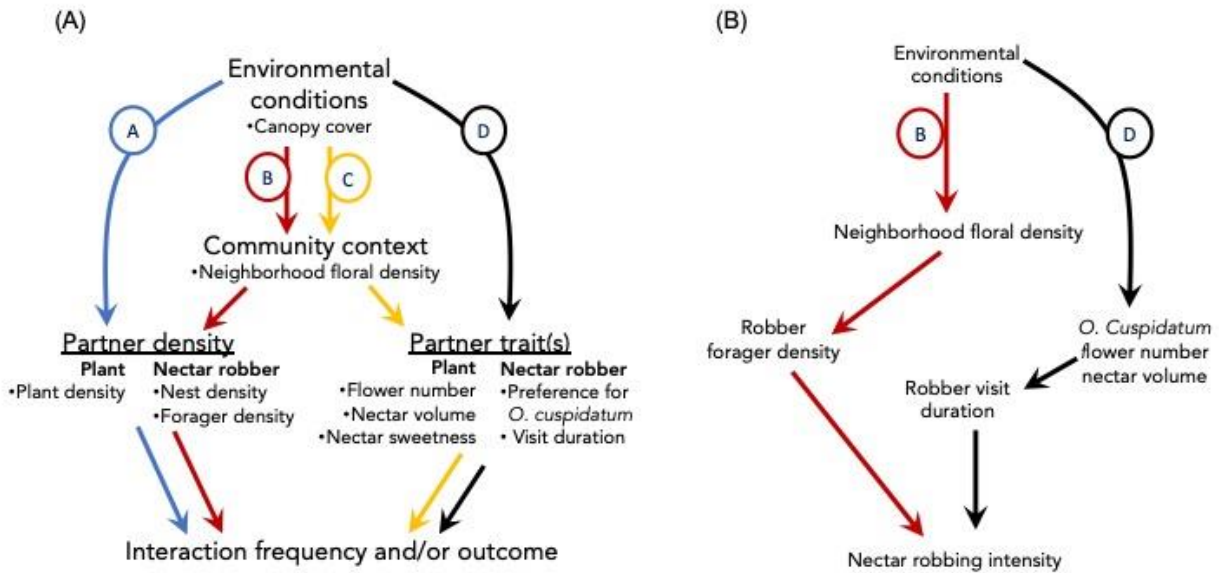 (A)
Environmental
conditions
•Canopy cover
A
B
C
D
Community context
•Neighborhood floral density
Partner density
Plant
•Plant density
Nectar robber
•Nest density
•Forager density
Partner trait(s)
Plant
•Flower number
•Nectar volume
•Nectar sweetness
Nectar robber
•Preference for
O. cuspidatum
• Visit duration
Interaction frequency and/or outcome
(B)
Environmental
conditions
B
D
Neighborhood floral density
Robber
forager density
O. Cuspidatum
flower number
nectar volume
Robber visit
duration
Nectar robbing intensity